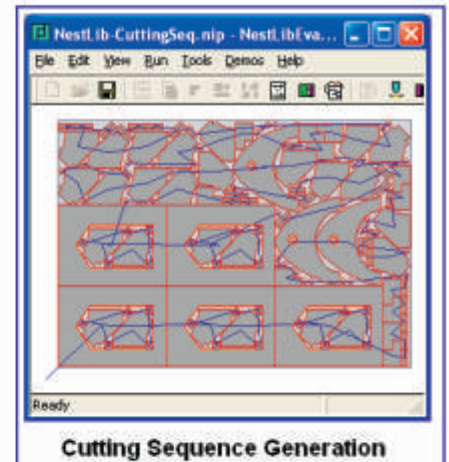 NestLib-CuttingSeq.nip - NestLibEva...
File Edit View Run Tools Demos Help
Ready
Cutting Sequence Generation